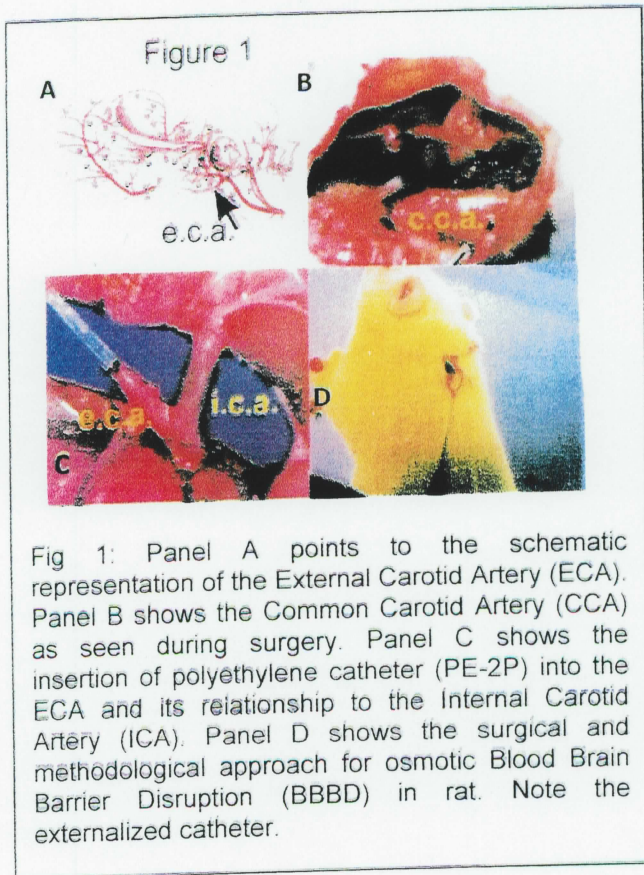 Figure 1
A
B
e.c.a.
c.c.a.
e.c.a.
i.c.a.
C
D
Fig 1: Panel A points to the schematic
representation of the External Carotid Artery (ECA).
Panel B shows the Common Carotid Artery (CCA)
as seen during surgery. Panel C shows the
insertion of polyethylene catheter (PE-2P) into the
ECA and its relationship to the Internal Carotid
Artery (ICA). Panel D shows the surgical and
methodological approach for osmotic Blood Brain
Barrier Disruption (BBBD) in rat. Note the
externalized catheter.